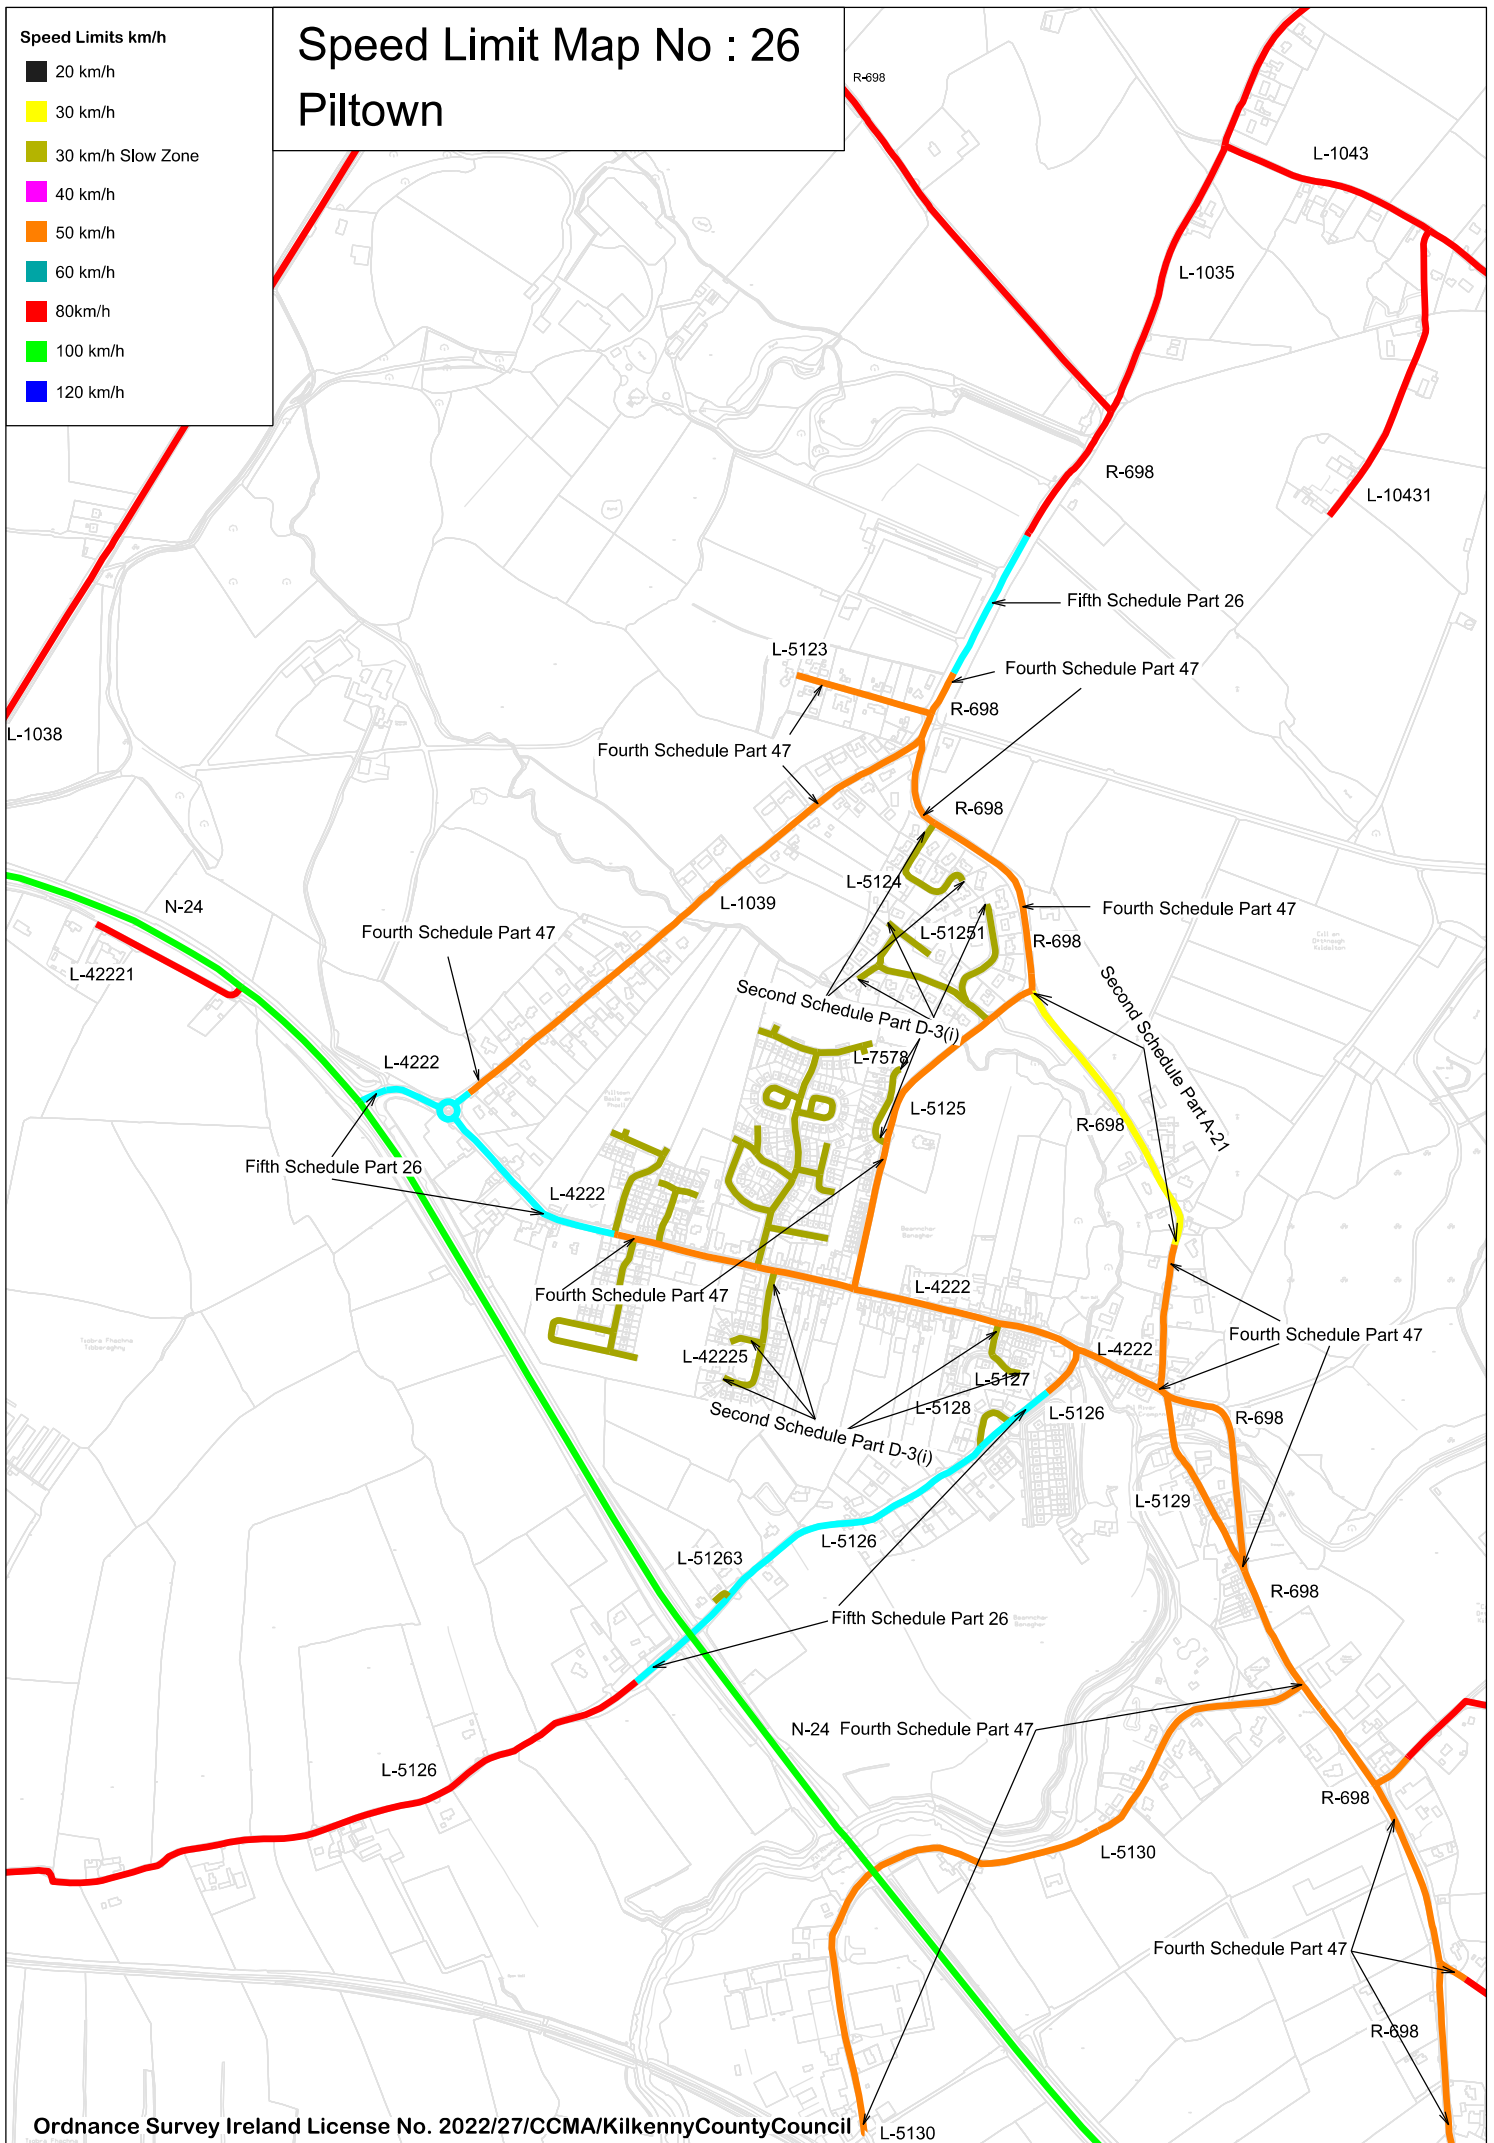 Speed Limit Map No : 26
Piltown
Speed Limits km/h
20 km/h
30 km/h
30 km/h Slow Zone
40 km/h
50 km/h
60 km/h
80km/h
100 km/h
120 km/h
R-698
L-1043
L-1035
R-698
L-10431
Fifth Schedule Part 26
L-5123
Fourth Schedule Part 47
R-698
L-1038
Fourth Schedule Part 47
R-698
L-5124
L-1039
N-24
Fourth Schedule Part 47
Fourth Schedule Part 47
L-51251
R-698
L-42221
Second Schedule Part D-3(i)
Second Schedule Part A-21
L-7578
L-4222
L-5125
R-698
Fifth Schedule Part 26
L-4222
Fourth Schedule Part 47
L-4222
Fourth Schedule Part 47
L-4222
L-42225
L-5127
L-5128
L-5126
R-698
Second Schedule Part D-3(i)
L-5129
L-5126
L-51263
R-698
Fifth Schedule Part 26
N-24
Fourth Schedule Part 47
L-5126
R-698
L-5130
Fourth Schedule Part 47
R-698
Ordnance Survey Ireland License No. 2022/27/CCMA/KilkennyCountyCouncil
L-5130